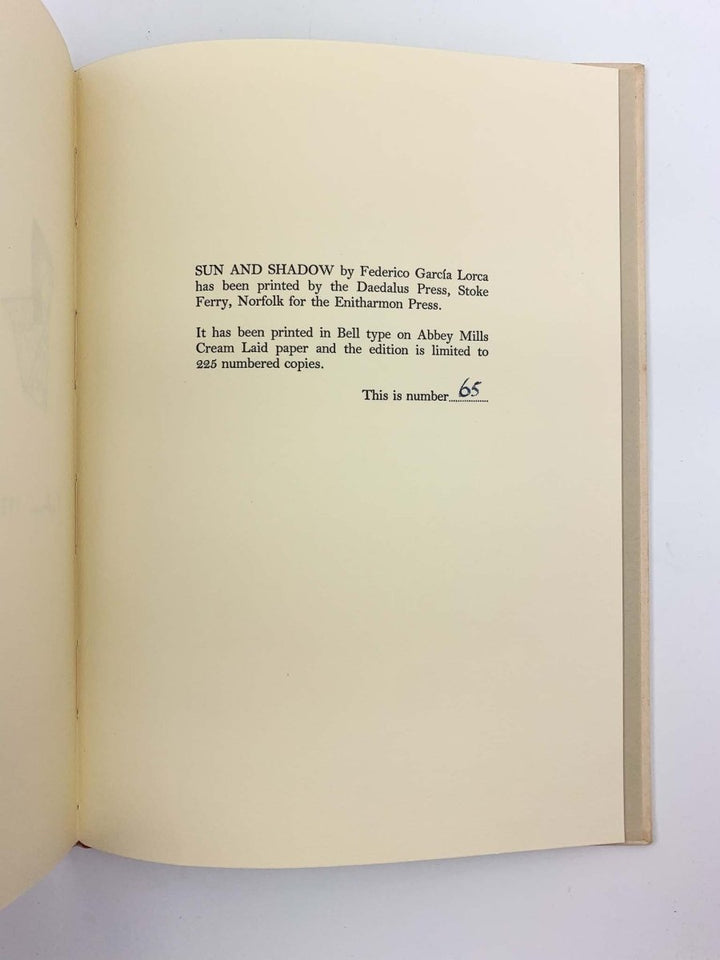 SUN AND SHADOW by Federico García Lorca
has been printed by the Daedalus Press, Stoke
Ferry, Norfolk for the Enitharmon Press.
It has been printed in Bell type on Abbey Mills
Cream Laid paper and the edition is limited to
225 numbered copies.
This is number 65